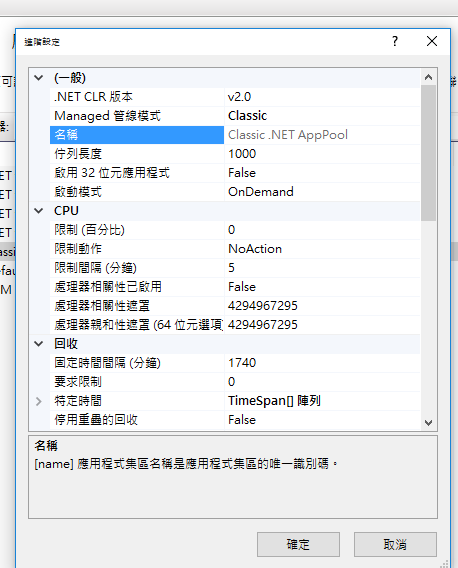 進階設定
(一般)
.NET CLR 版本 v2.0
Managed 管線模式 Classic
名稱 Classic .NET AppPool
佇列長度 1000
啟用 32 位元應用程式 False
啟動模式 OnDemand
CPU
限制 (百分比) 0
限制動作 NoAction
限制間隔 (分鐘) 5
處理器相關性已啟用 False
處理器相關性遮罩 4294967295
處理器親和性遮罩 (64 位元選項) 4294967295
回收
固定時間間隔 (分鐘) 1740
要求限制 0
特定時間 TimeSpan[] 陣列
停用重疊的回收 False
名稱
[name] 應用程式集區名稱是應用程式集區的唯一識別碼。
確定 取消